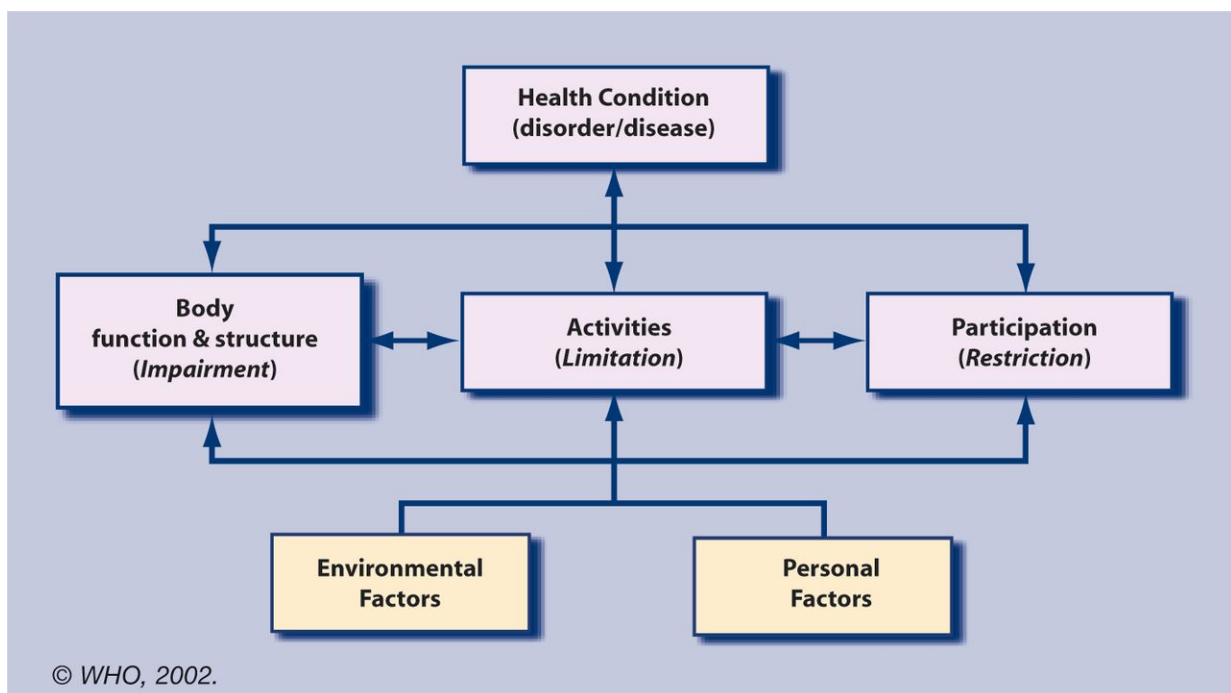 Health Condition
(disorder/disease)
Body
function & structure
(Impairment)
Activities
(Limitation)
Participation
(Restriction)
Environmental
Factors
Personal
Factors
© WHO, 2002.